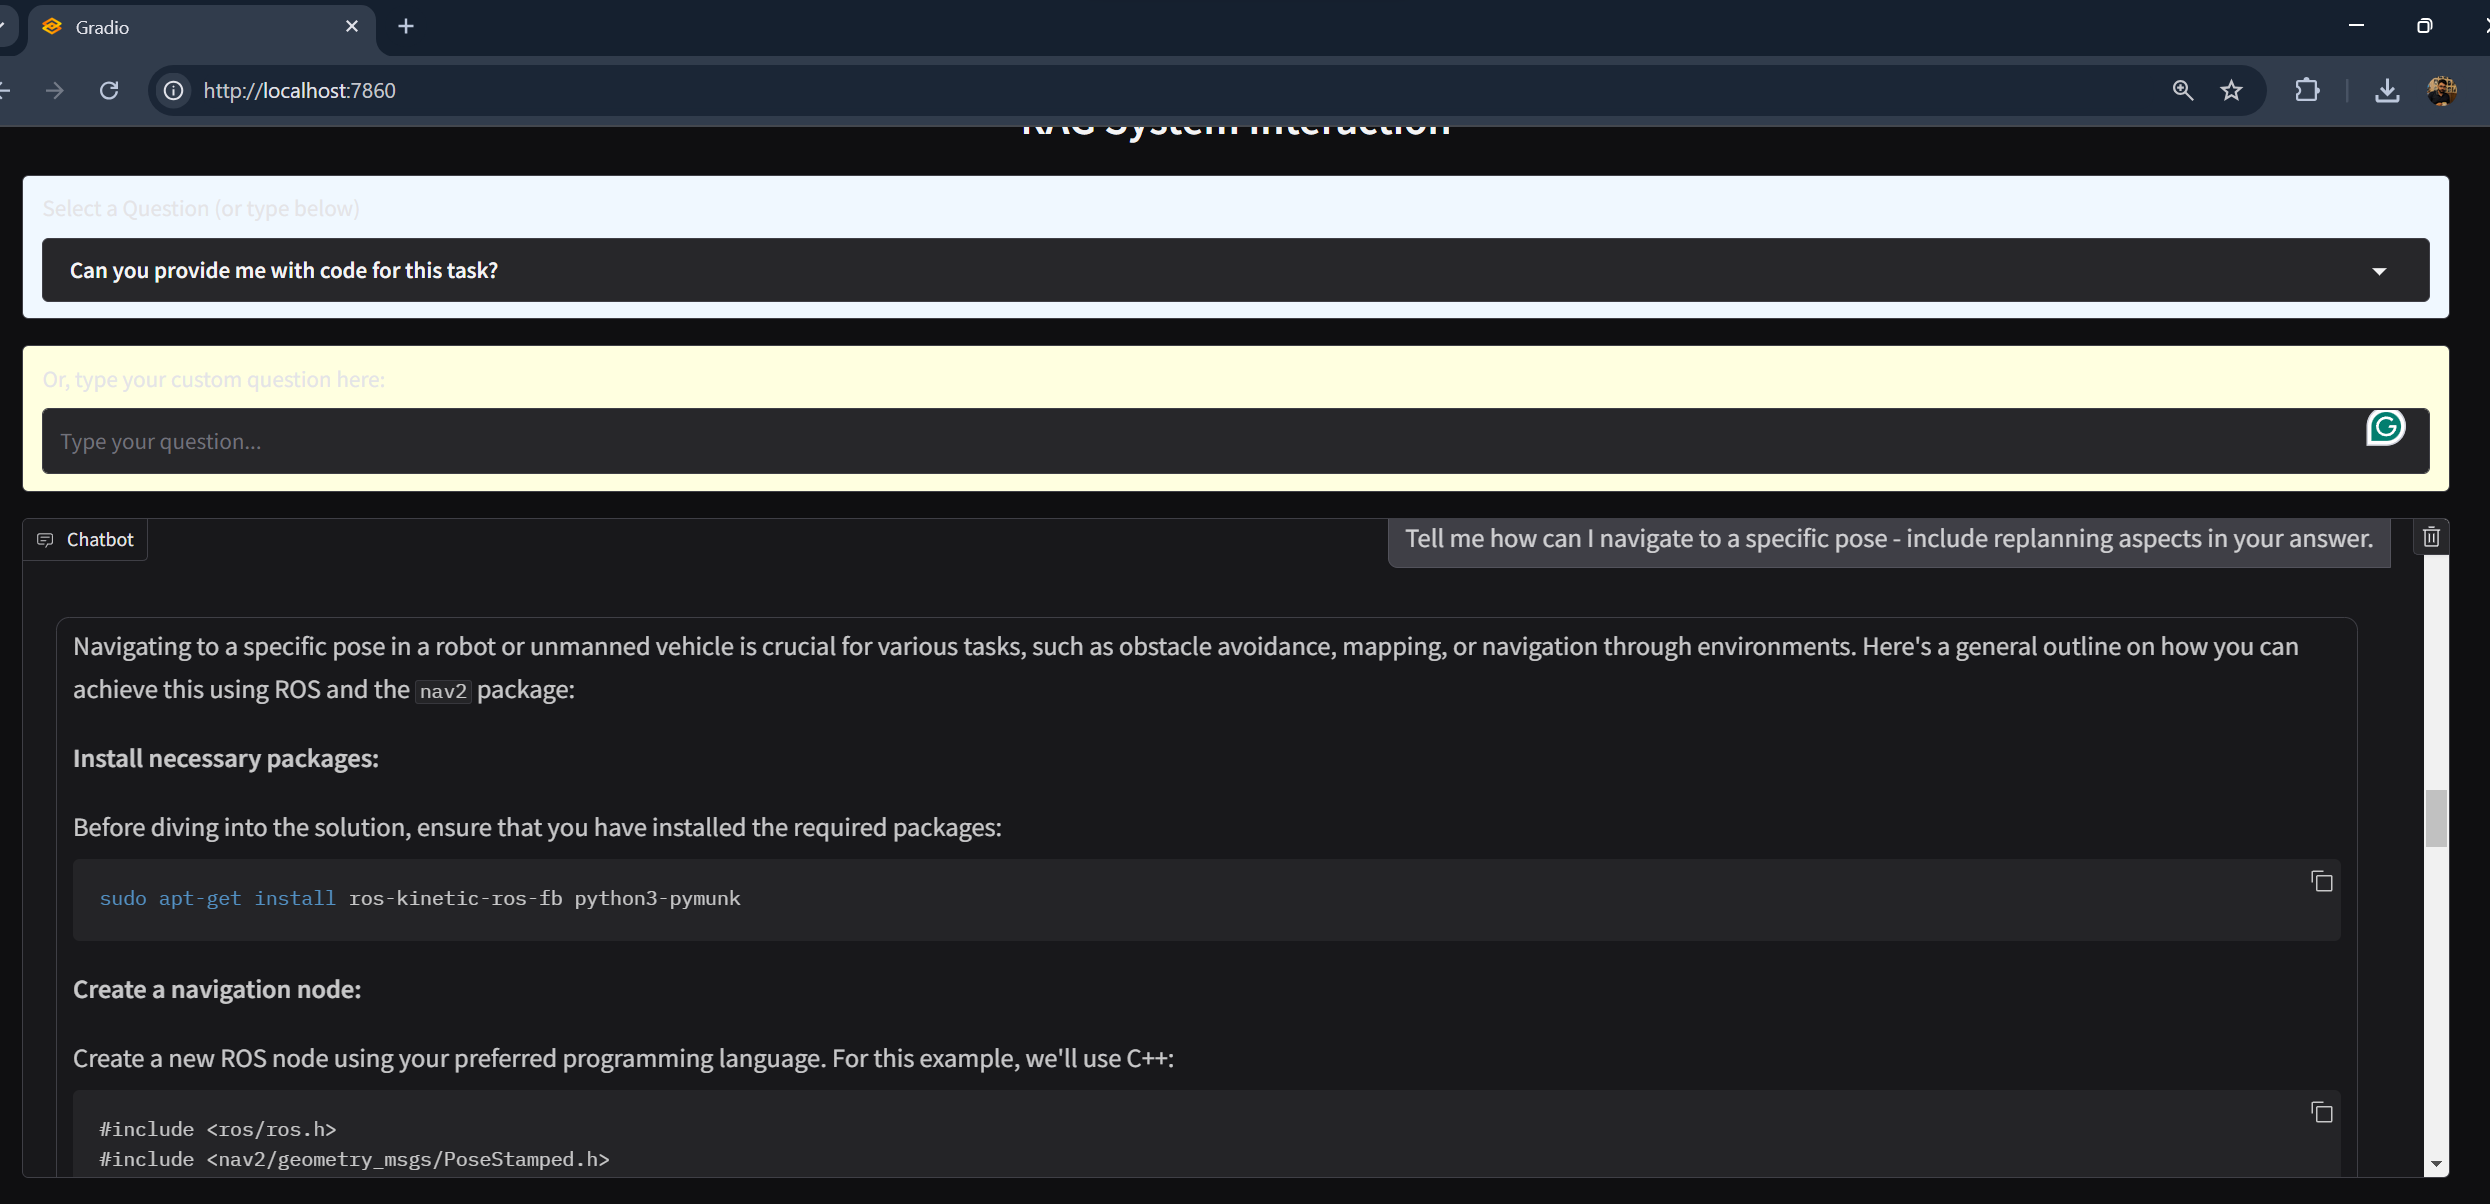 Gradio
http://localhost:7860
RAG System Interaction
Select a Question (or type below)
Can you provide me with code for this task?
Or, type your custom question here:
Type your question...
Chatbot
Tell me how can I navigate to a specific pose - include replanning aspects in your answer.
Navigating to a specific pose in a robot or unmanned vehicle is crucial for various tasks, such as obstacle avoidance, mapping, or navigation through environments. Here's a general outline on how you can
achieve this using ROS and the nav2 package:
Install necessary packages:
Before diving into the solution, ensure that you have installed the required packages:
sudo apt-get install ros-kinetic-ros-fb python3-pymunk
Create a navigation node:
Create a new ROS node using your preferred programming language. For this example, we'll use C++:
#include <ros/ros.h>
#include <nav2/geometry_msgs/PoseStamped.h>